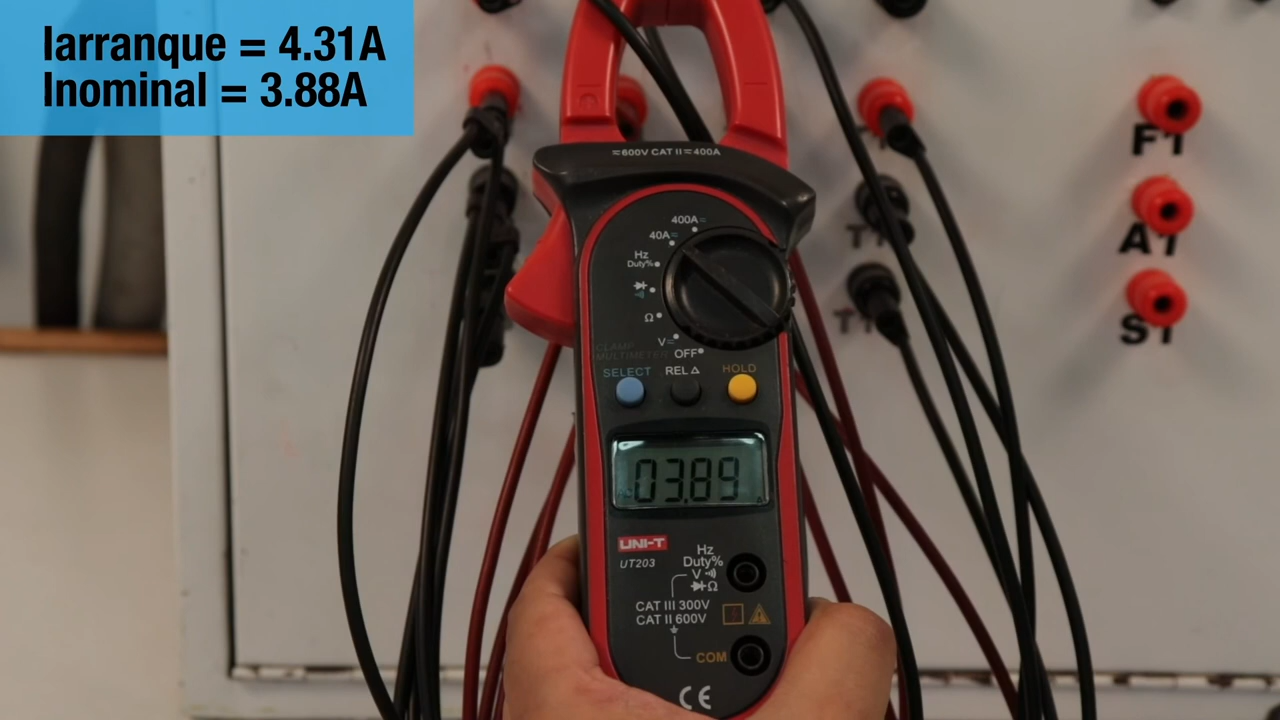 Iarranque = 4.31A
Inominal = 3.88A
≂600V CAT II≂400A
400A≂
40A≂
Hz
Duty%
Ω
V≂
OFF
CLAMP
MULTIMETER
SELECT
REL Δ
HOLD
03.89
A
UNI-T
UT203
Hz
Duty%
V
Ω
CAT III 300V
CAT II 600V
COM
CE
F1
A1
S1